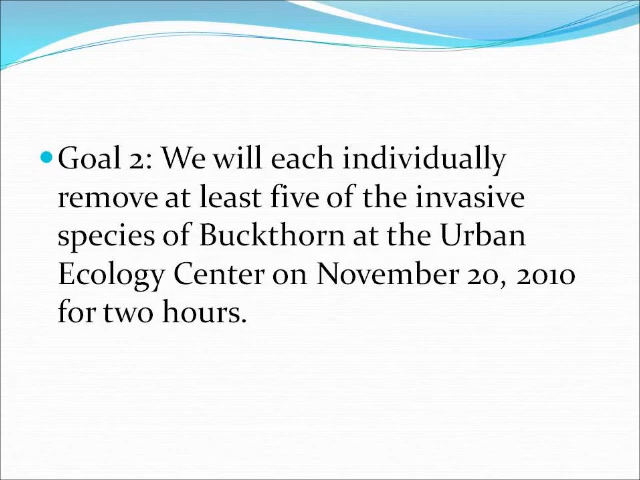 Goal 2: We will each individually
remove at least five of the invasive
species of Buckthorn at the Urban
Ecology Center on November 20, 2010
for two hours.